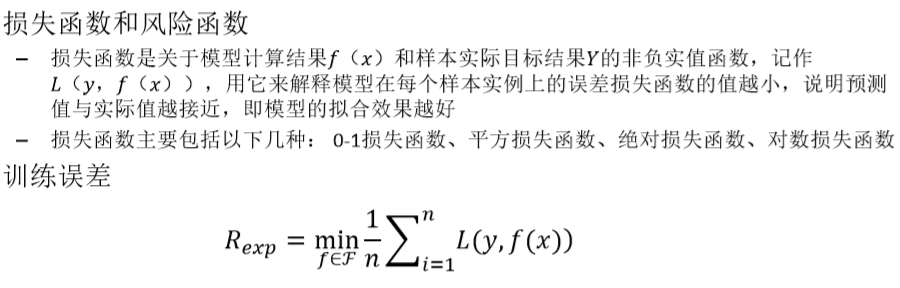 损失函数和风险函数
– 损失函数是关于模型计算结果f（x）和样本实际目标结果Y的非负实值函数，记作
L（y，f（x）），用它来解释模型在每个样本实例上的误差损失函数的值越小，说明预测
值与实际值越接近，即模型的拟合效果越好
– 损失函数主要包括以下几种： 0-1损失函数、平方损失函数、绝对损失函数、对数损失函数
训练误差
R_{exp} = \min_{f∈ℱ} \frac{1}{n} \sum_{i=1}^{n} L(y, f(x))